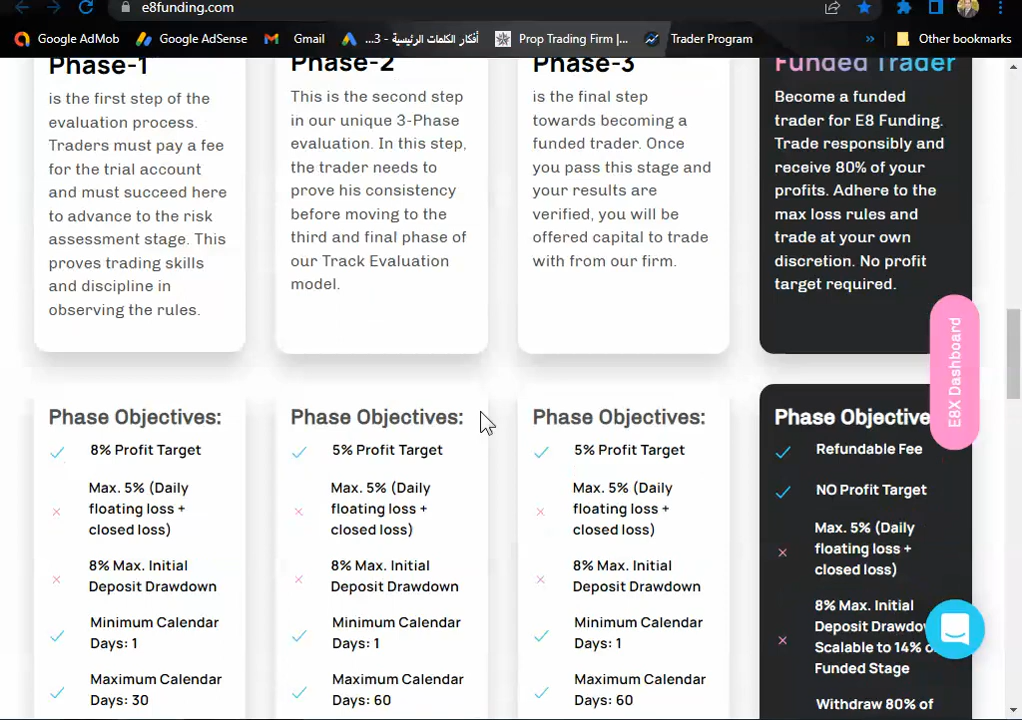 e8funding.com
Google AdMob
Google AdSense
Gmail
أفكار الكلمات الرئيسية - 3...
Prop Trading Firm |...
Trader Program
»
Other bookmarks
Phase-1
is the first step of the
evaluation process.
Traders must pay a fee
for the trial account
and must succeed here
to advance to the risk
assessment stage. This
proves trading skills
and discipline in
observing the rules.
Phase-2
This is the second step
in our unique 3-Phase
evaluation. In this step,
the trader needs to
prove his consistency
before moving to the
third and final phase of
our Track Evaluation
model.
Phase-3
is the final step
towards becoming a
funded trader. Once
you pass this stage and
your results are
verified, you will be
offered capital to trade
with from our firm.
Funded Trader
Become a funded
trader for E8 Funding.
Trade responsibly and
receive 80% of your
profits. Adhere to the
max loss rules and
trade at your own
discretion. No profit
target required.
E8X Dashboard
Phase Objectives:
8% Profit Target
Max. 5% (Daily
floating loss +
closed loss)
8% Max. Initial
Deposit Drawdown
Minimum Calendar
Days: 1
Maximum Calendar
Days: 30
Phase Objectives:
5% Profit Target
Max. 5% (Daily
floating loss +
closed loss)
8% Max. Initial
Deposit Drawdown
Minimum Calendar
Days: 1
Maximum Calendar
Days: 60
Phase Objectives:
5% Profit Target
Max. 5% (Daily
floating loss +
closed loss)
8% Max. Initial
Deposit Drawdown
Minimum Calendar
Days: 1
Maximum Calendar
Days: 60
Phase Objective
Refundable Fee
NO Profit Target
Max. 5% (Daily
floating loss +
closed loss)
8% Max. Initial
Deposit Drawdo
Scalable to 14% o
Funded Stage
Withdraw 80% of